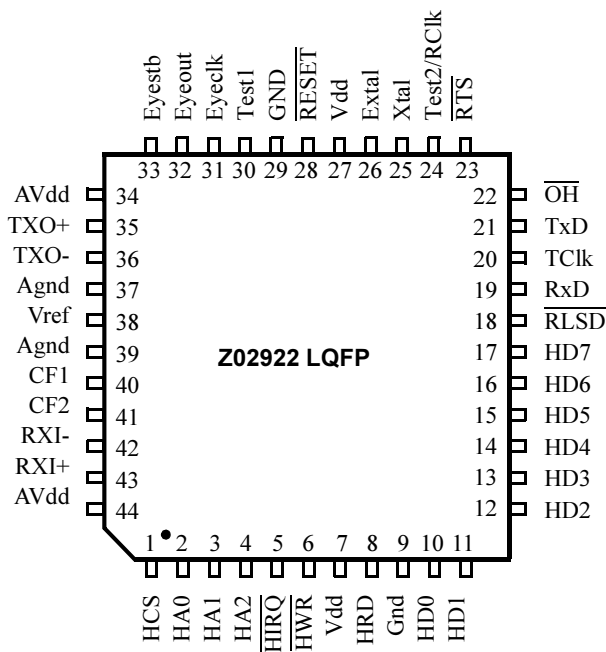 Eyestb
Eyeout
Eyeclk
Test1
GND
RESET
Vdd
Extal
Xtal
Test2/RClk
RTS
33 32 31 30 29 28 27 26 25 24 23
AVdd 34
TXO+ 35
TXO- 36
Agnd 37
Vref 38
Agnd 39
CF1 40
CF2 41
RXI- 42
RXI+ 43
AVdd 44
Z02922 LQFP
22 OH
21 TxD
20 TClk
19 RxD
18 RLSD
17 HD7
16 HD6
15 HD5
14 HD4
13 HD3
12 HD2
1 2 3 4 5 6 7 8 9 10 11
HCS
HA0
HA1
HA2
HIRQ
HWR
Vdd
HRD
Gnd
HD0
HD1